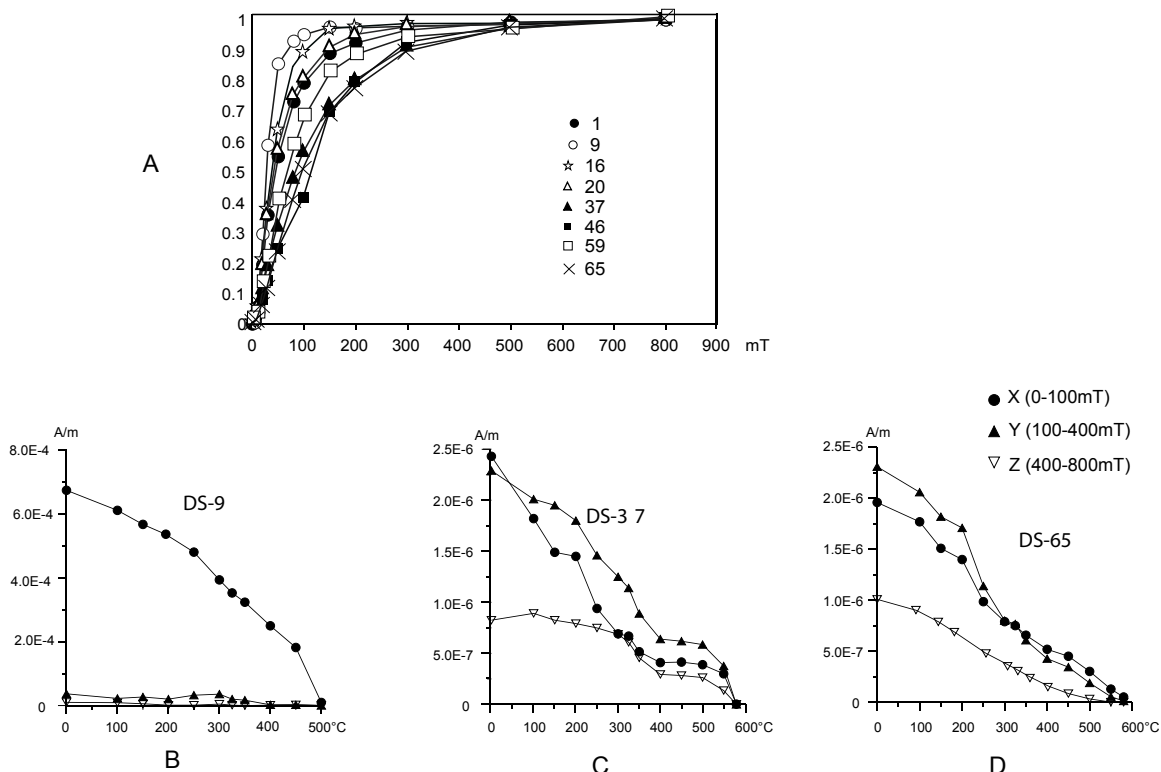 A
1
0.9
0.8
0.7
0.6
0.5
0.4
0.3
0.2
0.1
0
0 100 200 300 400 500 600 700 800 900 mT
1
9
16
20
37
46
59
65
X (0-100mT)
Y (100-400mT)
Z (400-800mT)
A/m
8.0E-4
6.0E-4
4.0E-4
2.0E-4
0
DS-9
0 100 200 300 400 500°C
B
A/m
2.5E-6
2.0E-6
1.5E-6
1.0E-6
5.0E-7
0
DS-3 7
0 100 200 300 400 500 600°C
C
A/m
2.5E-6
2.0E-6
1.5E-6
1.0E-6
5.0E-7
0
DS-65
0 100 200 300 400 500 600°C
D